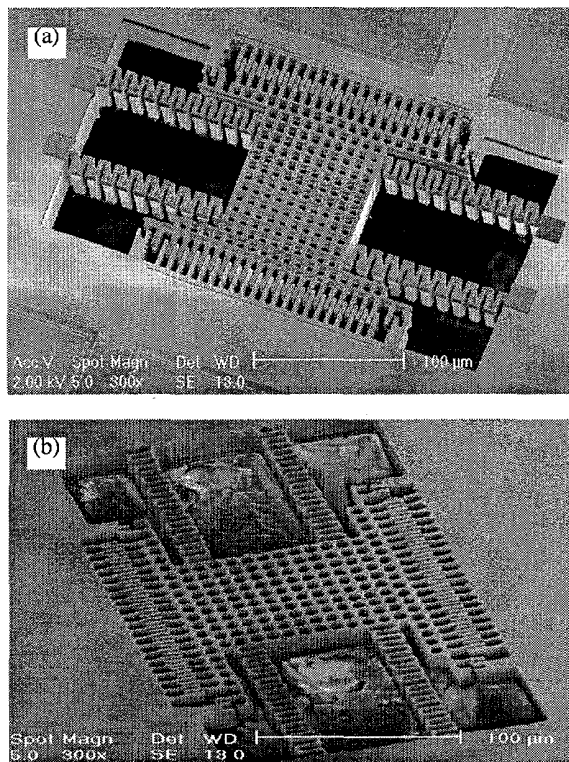 (a)
Acc.V Spot Magn Det WD 100 μm
2.00 kV 5.0 300x SE 13.0
(b)
Spot Magn Det WD 100 μm
5.0 300x SE 13.0